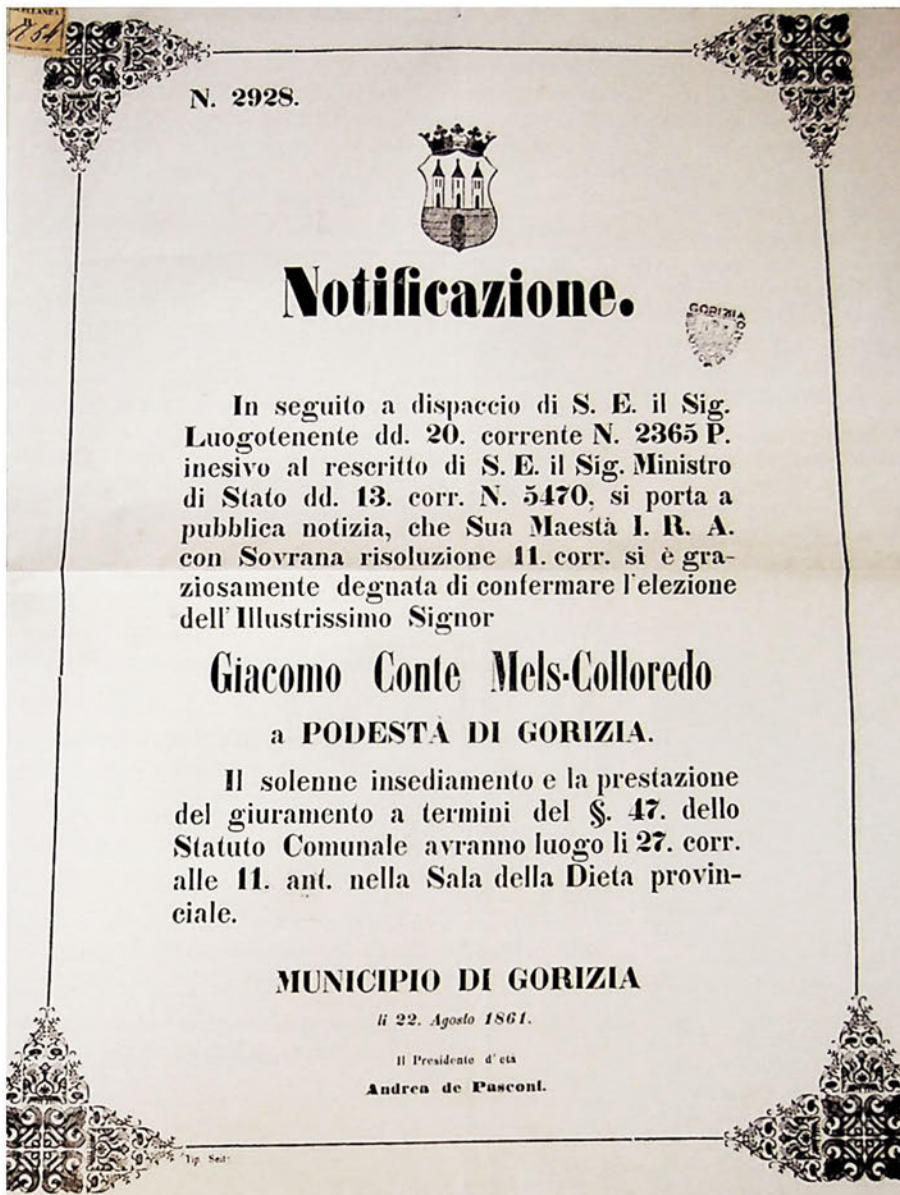 N. 2928.
Notificazione.
GORIZIA
In seguito a dispaccio di S. E. il Sig.
Luogotenente dd. 20. corrente N. 2365 P.
inesivo al rescritto di S. E. il Sig. Ministro
di Stato dd. 13. corr. N. 5470, si porta a
pubblica notizia, che Sua Maestà I. R. A.
con Sovrana risoluzione 11. corr. si è gra-
ziosamente degnata di confermare l'elezione
dell' Illustrissimo Signor
Giacomo Conte Mels-Colloredo
a PODESTÀ DI GORIZIA.
Il solenne insediamento e la prestazione
del giuramento a termini del §. 47. dello
Statuto Comunale avranno luogo li 27. corr.
alle 11. ant. nella Sala della Dieta provin-
ciale.
MUNICIPIO DI GORIZIA
li 22. Agosto 1861.
Il Presidente d' età
Andrea de Pasconi.
Tip. Seitz